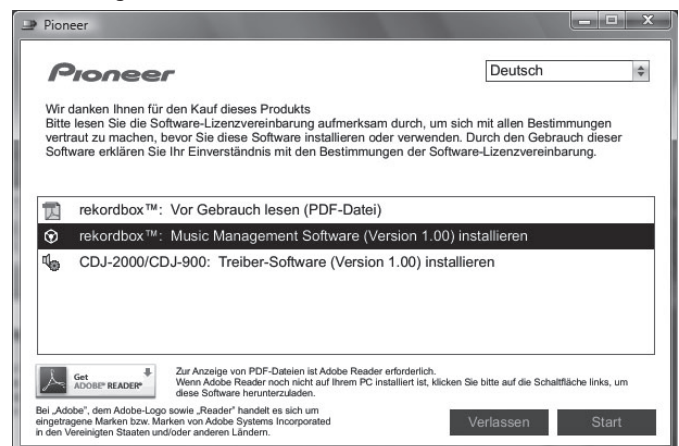 Pioneer
Pioneer
Deutsch
Wir danken Ihnen für den Kauf dieses Produkts
Bitte lesen Sie die Software-Lizenzvereinbarung aufmerksam durch, um sich mit allen Bestimmungen
vertraut zu machen, bevor Sie diese Software installieren oder verwenden. Durch den Gebrauch dieser
Software erklären Sie Ihr Einverständnis mit den Bestimmungen der Software-Lizenzvereinbarung.
rekordbox™: Vor Gebrauch lesen (PDF-Datei)
rekordbox™: Music Management Software (Version 1.00) installieren
CDJ-2000/CDJ-900: Treiber-Software (Version 1.00) installieren
Get
ADOBE® READER®
Zur Anzeige von PDF-Dateien ist Adobe Reader erforderlich.
Wenn Adobe Reader noch nicht auf Ihrem PC installiert ist, klicken Sie bitte auf die Schaltfläche links, um
diese Software herunterzuladen.
Bei „Adobe", dem Adobe-Logo sowie „Reader" handelt es sich um
eingetragene Marken bzw. Marken von Adobe Systems Incorporated
in den Vereinigten Staaten und/oder anderen Ländern.
Verlassen
Start